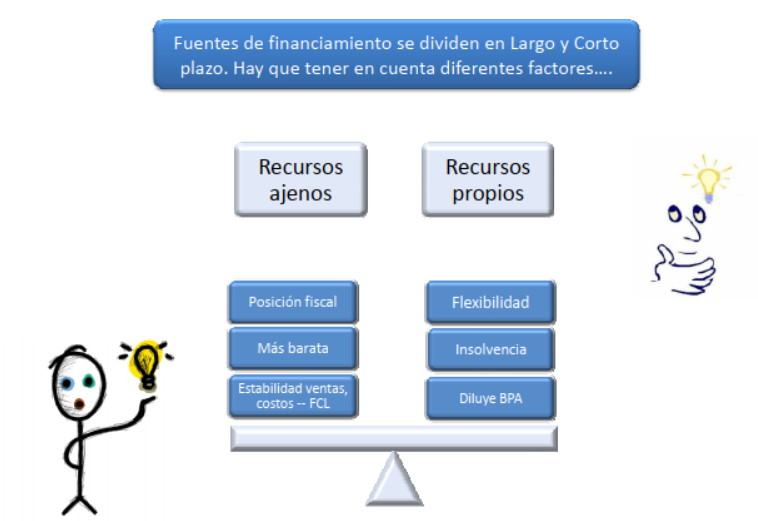 Fuentes de financiamiento se dividen en Largo y Corto
plazo. Hay que tener en cuenta diferentes factores....
Recursos
ajenos
Recursos
propios
Posición fiscal
Flexibilidad
Más barata
Insolvencia
Estabilidad ventas,
costos -- FCL
Diluye BPA